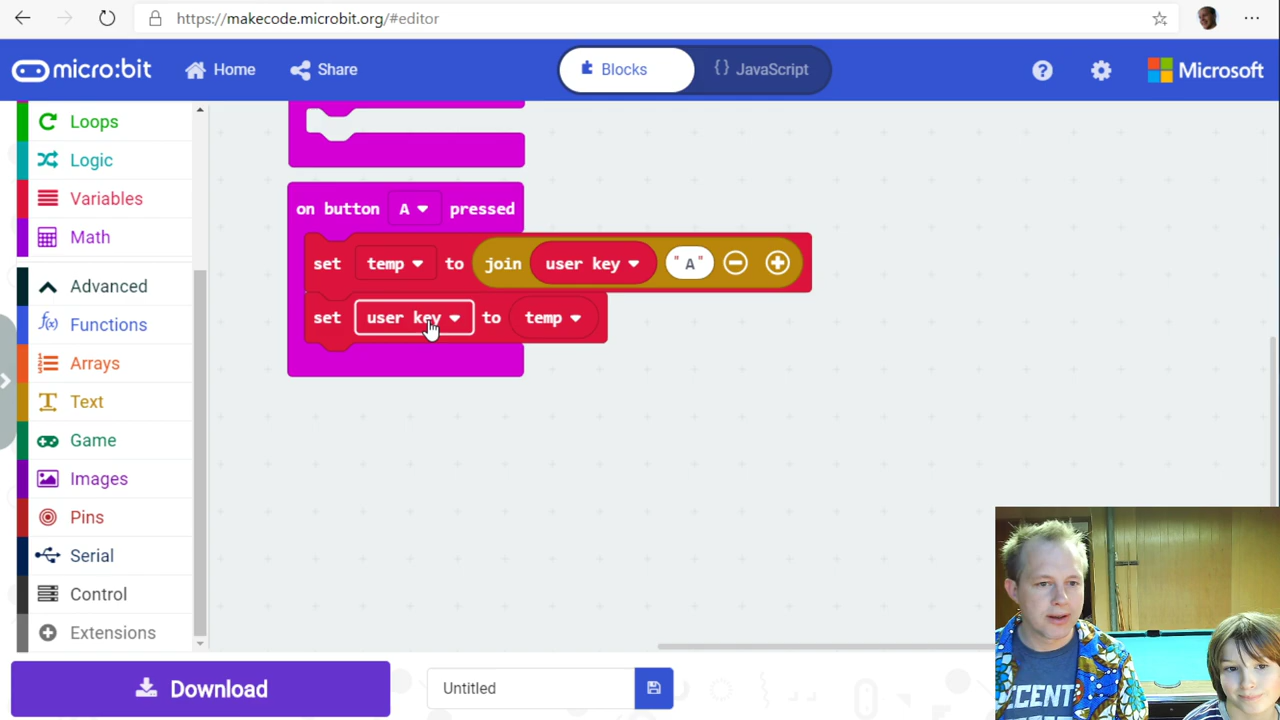 https://makecode.microbit.org/#editor
micro:bit Home Share Blocks {} JavaScript ? Microsoft
Loops
Logic
Variables
Math
Advanced
f(x) Functions
Arrays
T Text
Game
Images
Pins
Serial
Control
Extensions
on button A pressed
set temp to join user key "A"
set user key to temp
Download
Untitled